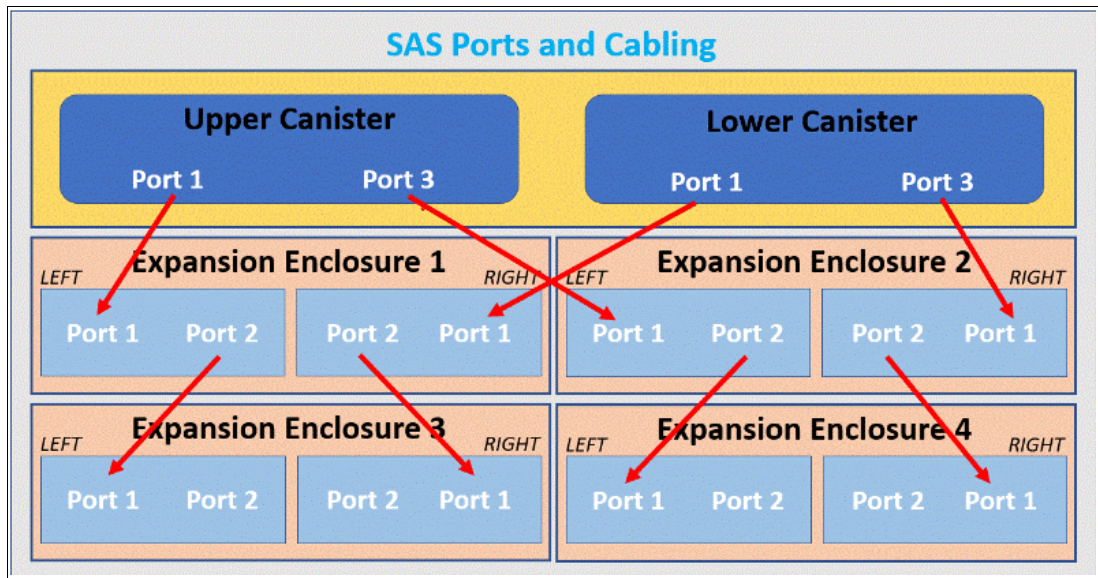 SAS Ports and Cabling
Upper Canister
Port 1 Port 3
Lower Canister
Port 1 Port 3
Expansion Enclosure 1
LEFT RIGHT
Port 1 Port 2 Port 2 Port 1
Expansion Enclosure 2
LEFT RIGHT
Port 1 Port 2 Port 2 Port 1
Expansion Enclosure 3
LEFT RIGHT
Port 1 Port 2 Port 2 Port 1
Expansion Enclosure 4
LEFT RIGHT
Port 1 Port 2 Port 2 Port 1